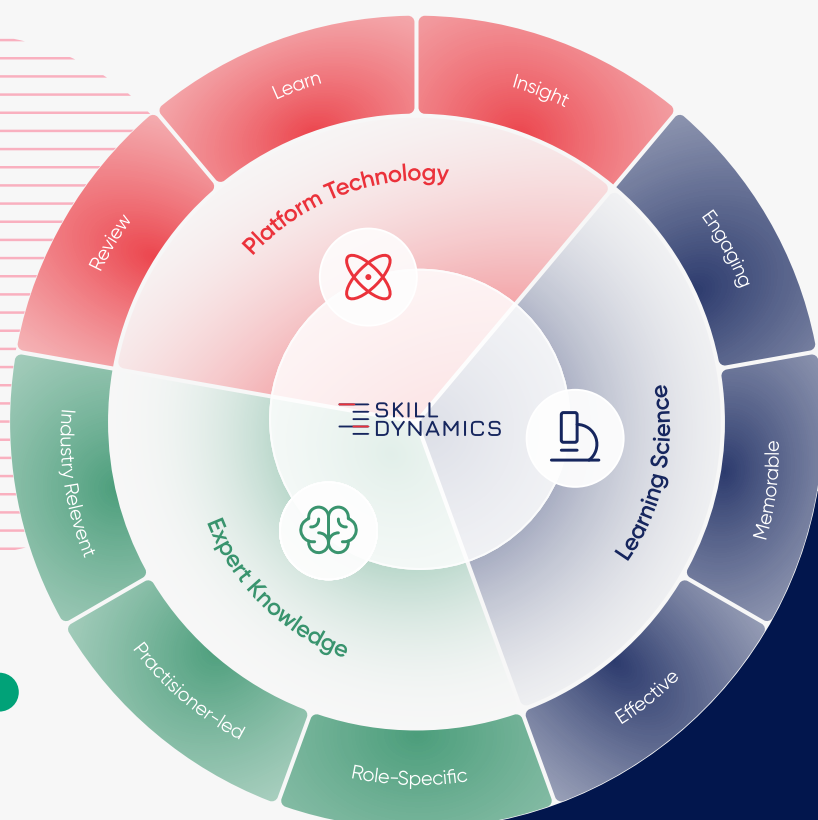 Learn
Insight
Review
Platform Technology
Engaging
Industry Relevent
SKILL
DYNAMICS
Learning Science
Memorable
Expert Knowledge
Practisioner-led
Effective
Role-Specific